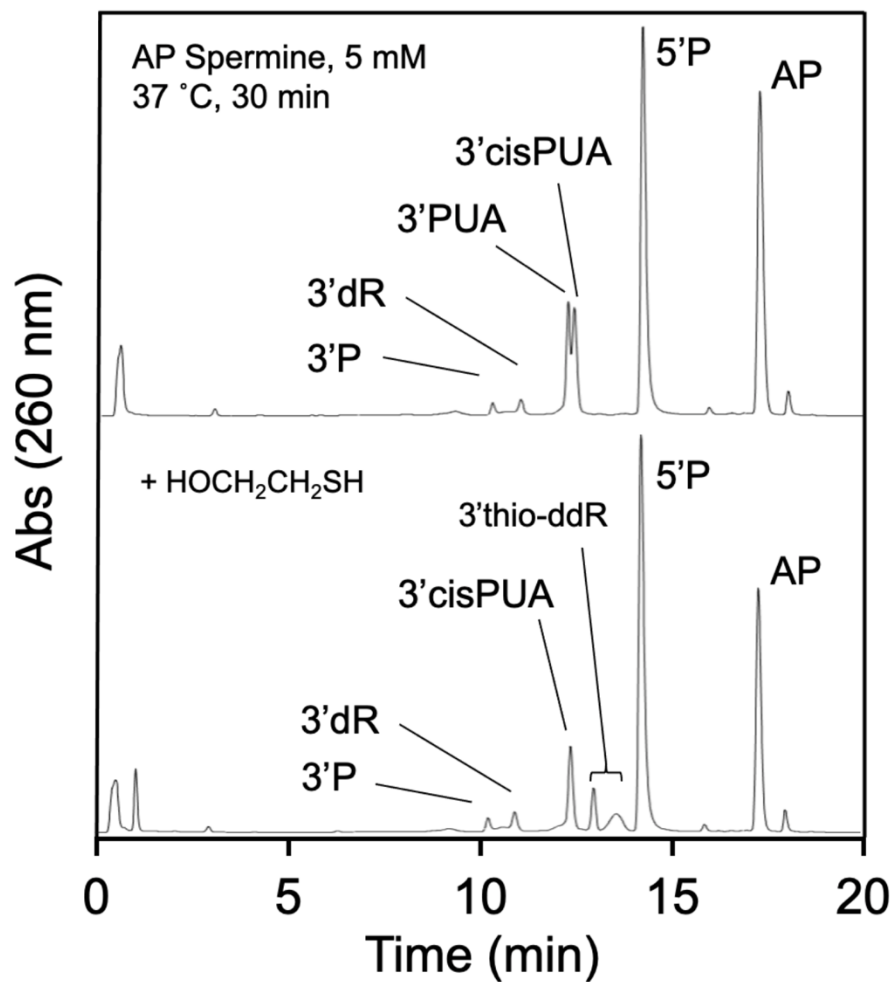 AP Spermine, 5 mM
37 ˚C, 30 min
5’P
AP
3’cisPUA
3’PUA
3’dR
3’P
+ HOCH₂CH₂SH
5’P
3’thio-ddR
AP
3’cisPUA
3’dR
3’P
Abs (260 nm)
0 5 10 15 20
Time (min)